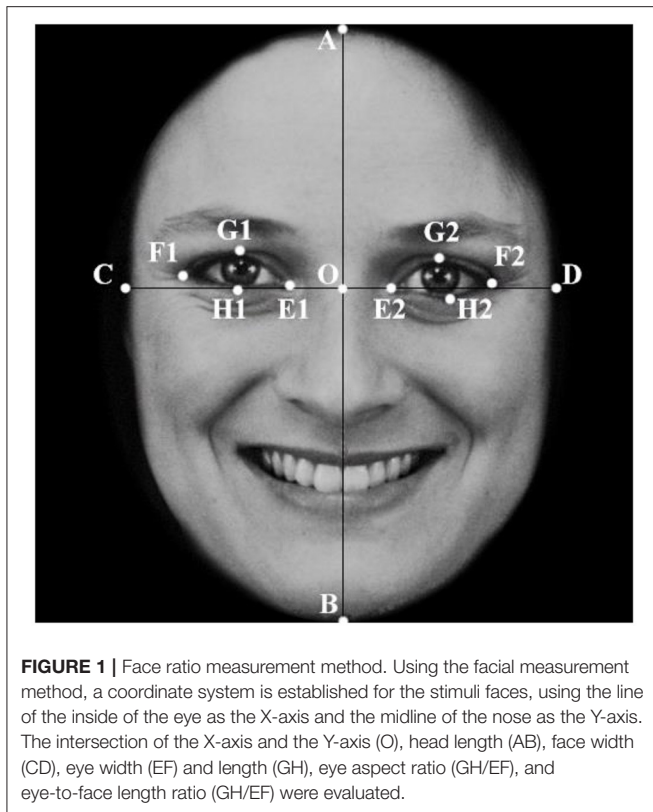 A
G1 G2
F1 F2
C O D
H1 E1 E2 H2
B
FIGURE 1 | Face ratio measurement method. Using the facial measurement
method, a coordinate system is established for the stimuli faces, using the line
of the inside of the eye as the X-axis and the midline of the nose as the Y-axis.
The intersection of the X-axis and the Y-axis (O), head length (AB), face width
(CD), eye width (EF) and length (GH), eye aspect ratio (GH/EF), and
eye-to-face length ratio (GH/EF) were evaluated.